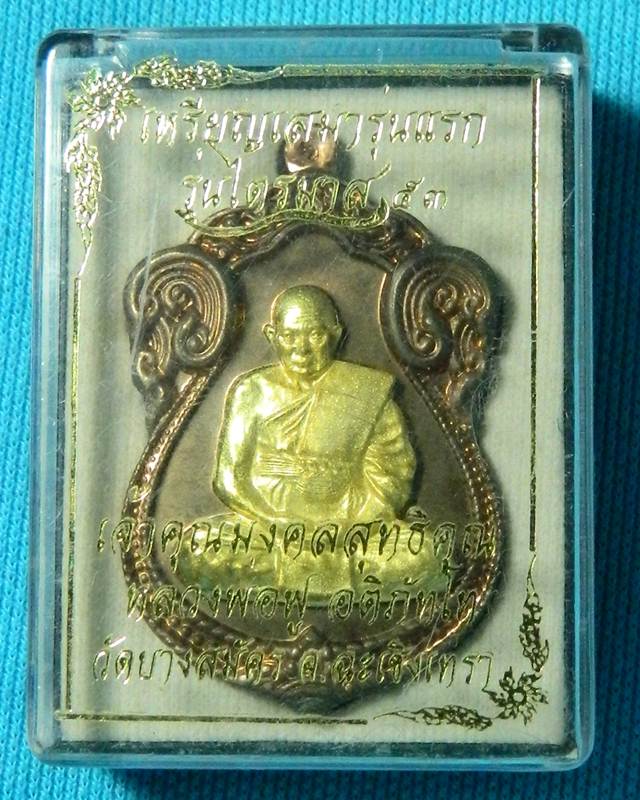 เหรียญเสมารุ่นแรก
รุ่นไตรมาส ๕๓
เจ้าคุณมงคลสุทธิคุณ
หลวงพ่อฟู อติภัทโท
วัดบางสมัคร จ.ฉะเชิงเทรา